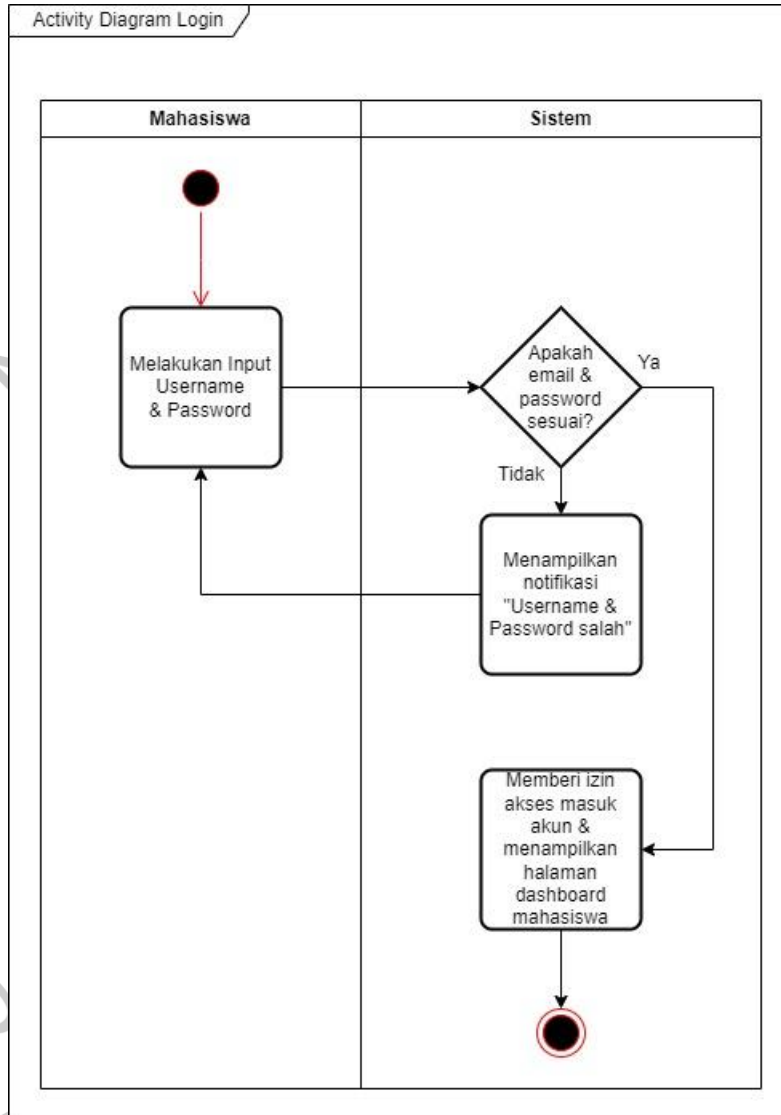 Activity Diagram Login
Mahasiswa
Sistem
Melakukan Input
Username
& Password
Apakah
email &
password
sesuai?
Ya
Tidak
Menampilkan
notifikasi
"Username &
Password salah"
Memberi izin
akses masuk
akun &
menampilkan
halaman
dashboard
mahasiswa